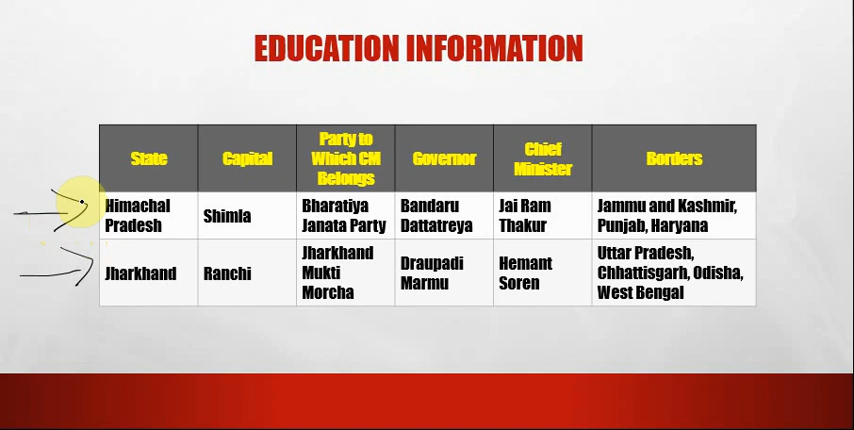 EDUCATION INFORMATION
State
Capital
Party to
Which CM
Belongs
Governor
Chief
Minister
Borders
Himachal
Pradesh
Shimla
Bharatiya
Janata Party
Bandaru
Dattatreya
Jai Ram
Thakur
Jammu and Kashmir,
Punjab, Haryana
Jharkhand
Ranchi
Jharkhand
Mukti
Morcha
Draupadi
Marmu
Hemant
Soren
Uttar Pradesh,
Chhattisgarh, Odisha,
West Bengal